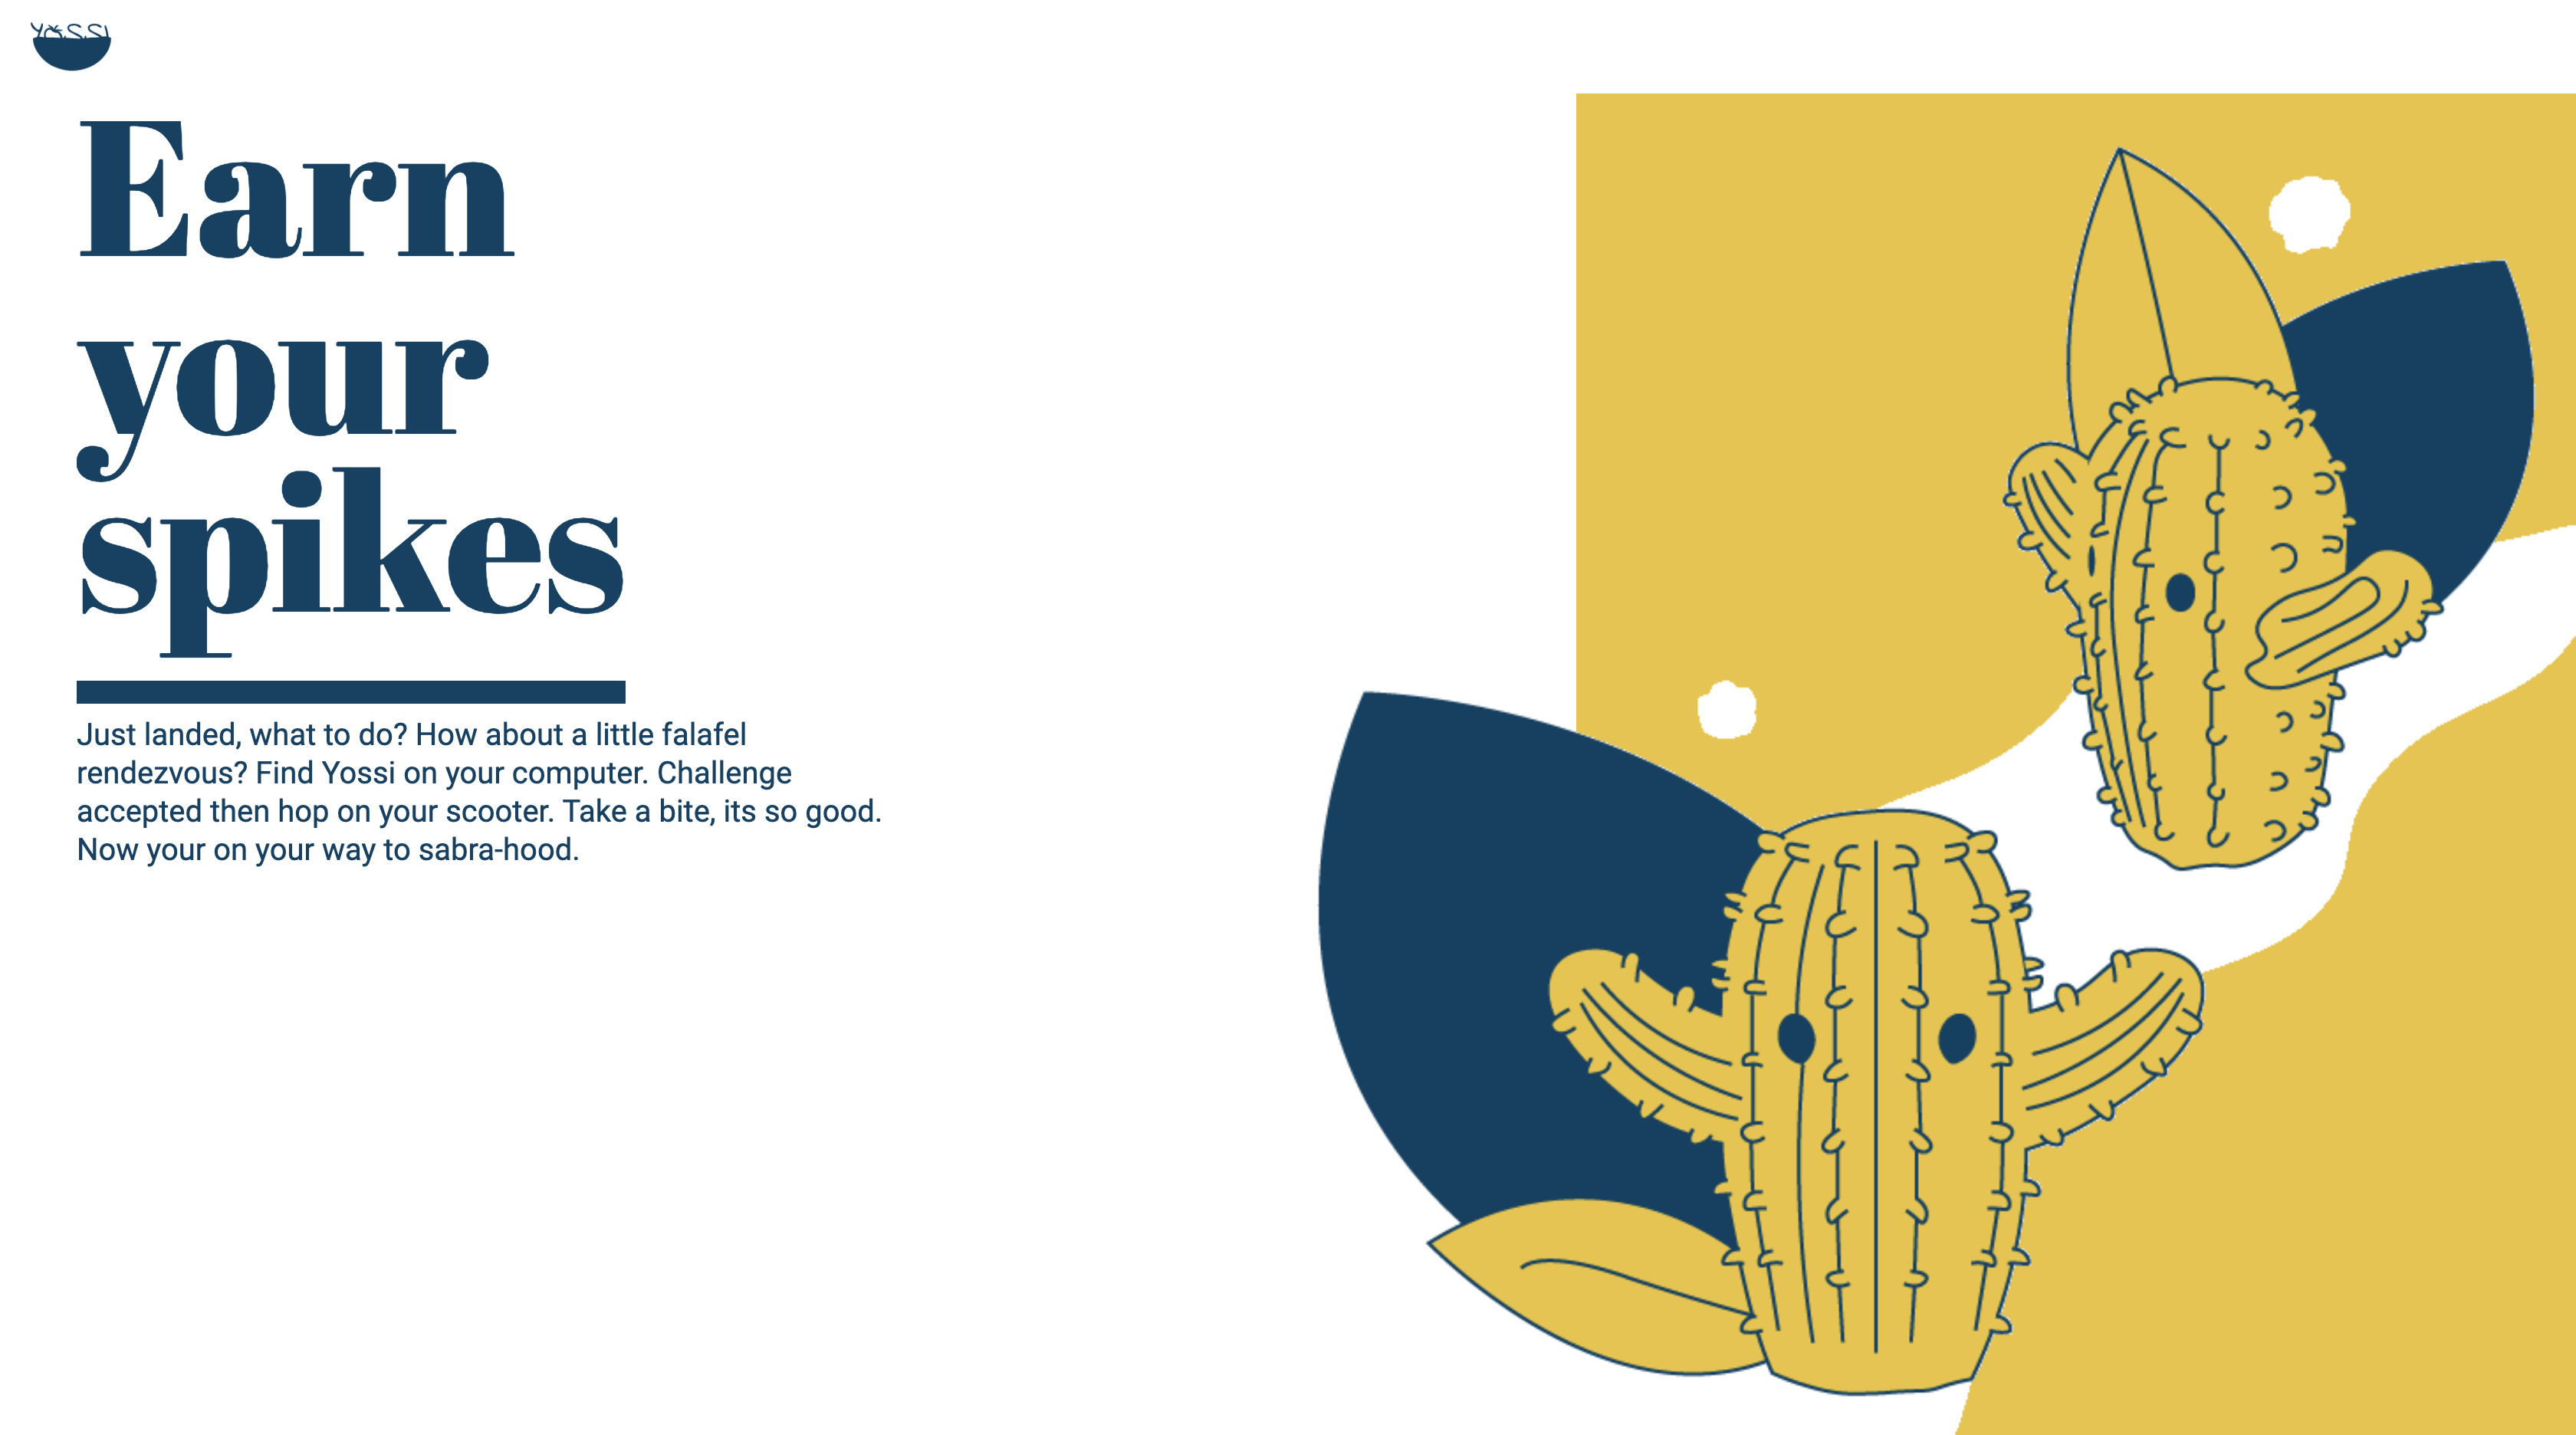 YOSSI
Earn
your
spikes
Just landed, what to do? How about a little falafel
rendezvous? Find Yossi on your computer. Challenge
accepted then hop on your scooter. Take a bite, its so good.
Now your on your way to sabra-hood.